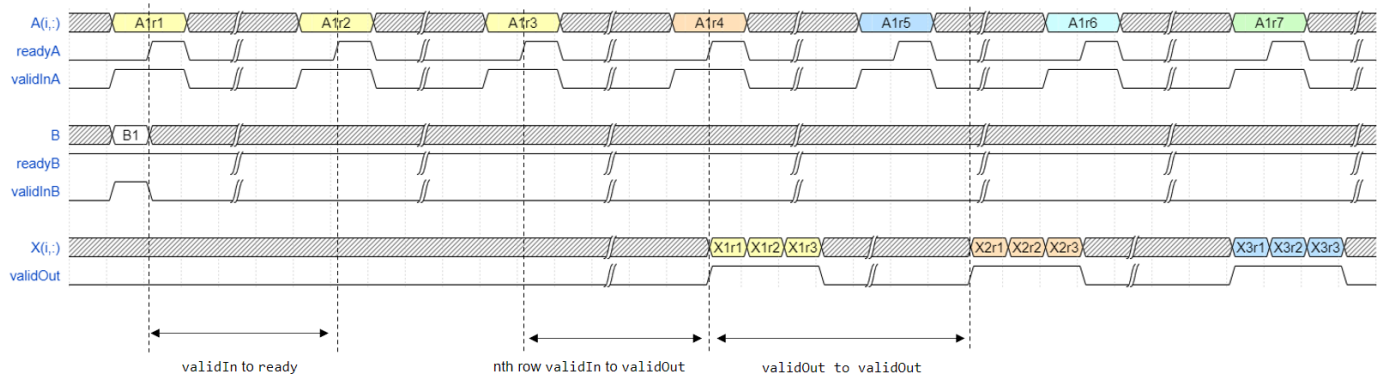 A(i,:) A1r1 A1r2 A1r3 A1r4 A1r5 A1r6 A1r7
readyA
validInA
B B1
readyB
validInB
X(i,:) X1r1 X1r2 X1r3 X2r1 X2r2 X2r3 X3r1 X3r2 X3r3
validOut
validIn to ready nth row validIn to validOut validOut to validOut